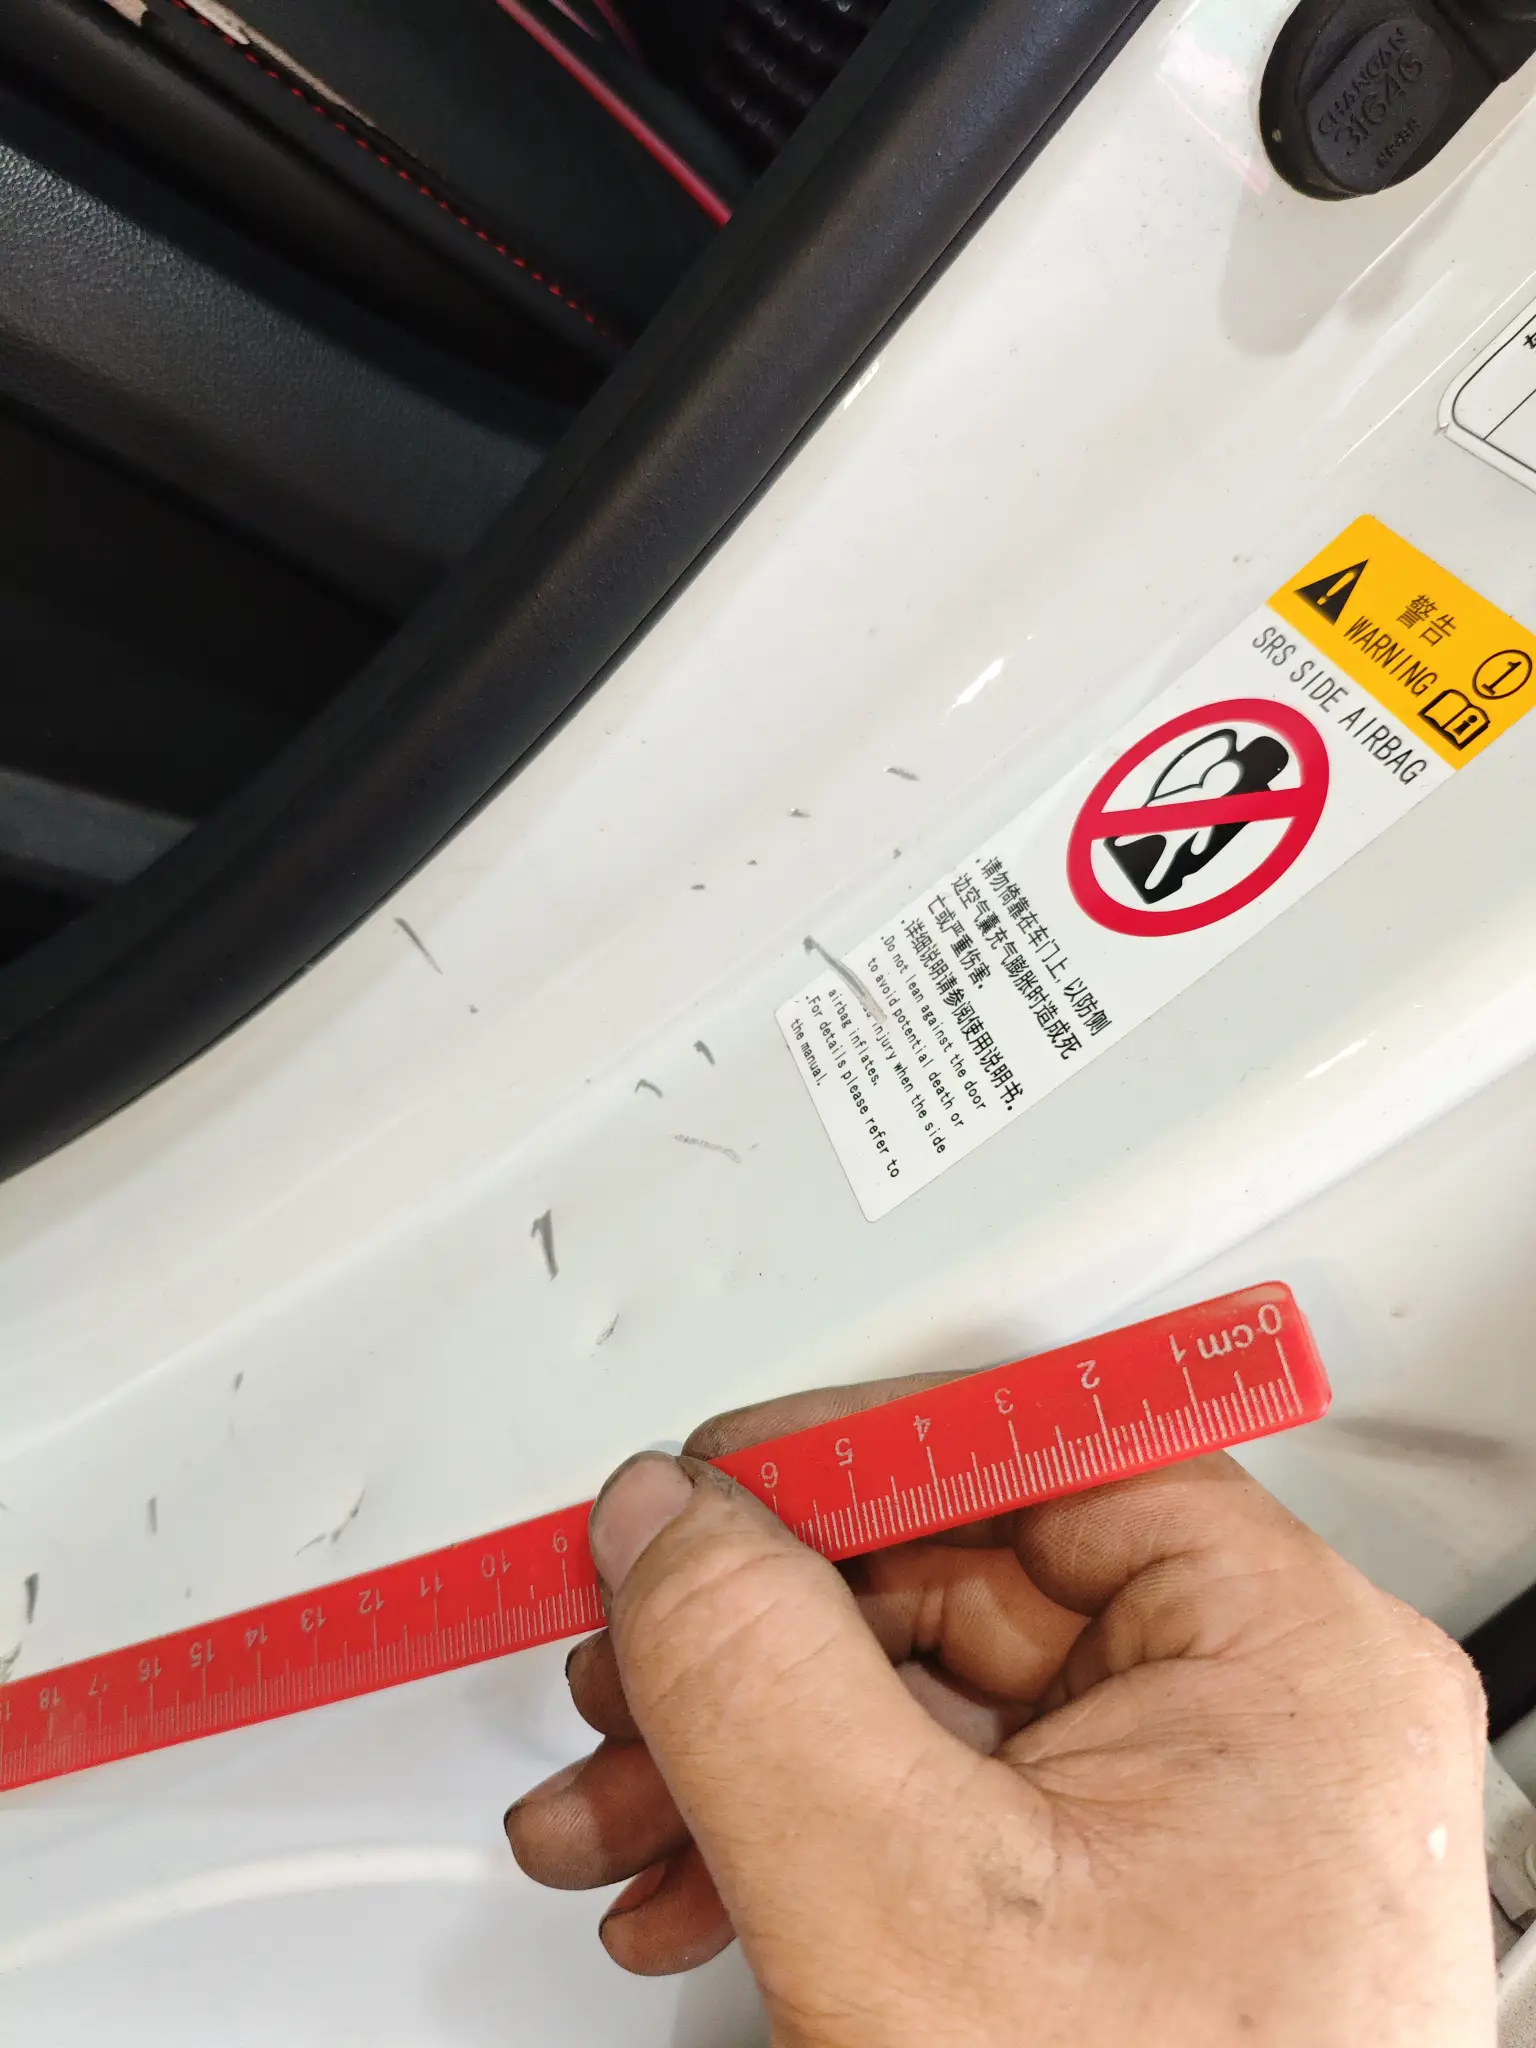 CHANGAN
31646
警告
WARNING
1
SRS SIDE AIRBAG
.请勿倚靠在车门上,以防侧
边空气囊充气膨胀时造成死
亡或严重伤害。
.详细说明请参阅使用说明书。
.Do not lean against the door
to avoid potential death or
injury when the side
airbag inflates.
.For details please refer to
the manual.
0 cm 1 2 3 4 5 6 9 10 11 12 13 14 15 16 17 18